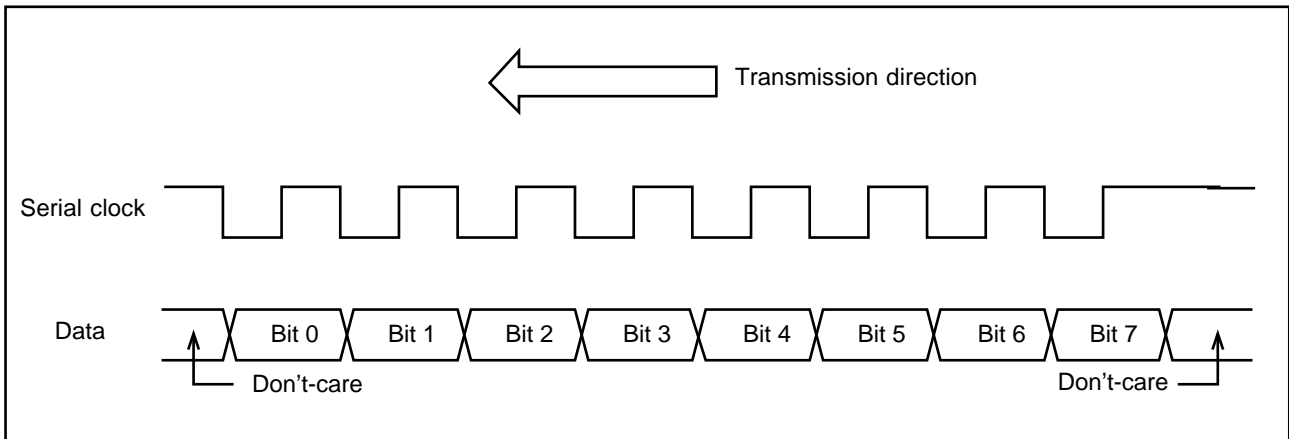 Transmission direction
Serial clock
Data
Bit 0 Bit 1 Bit 2 Bit 3 Bit 4 Bit 5 Bit 6 Bit 7
Don't-care Don't-care